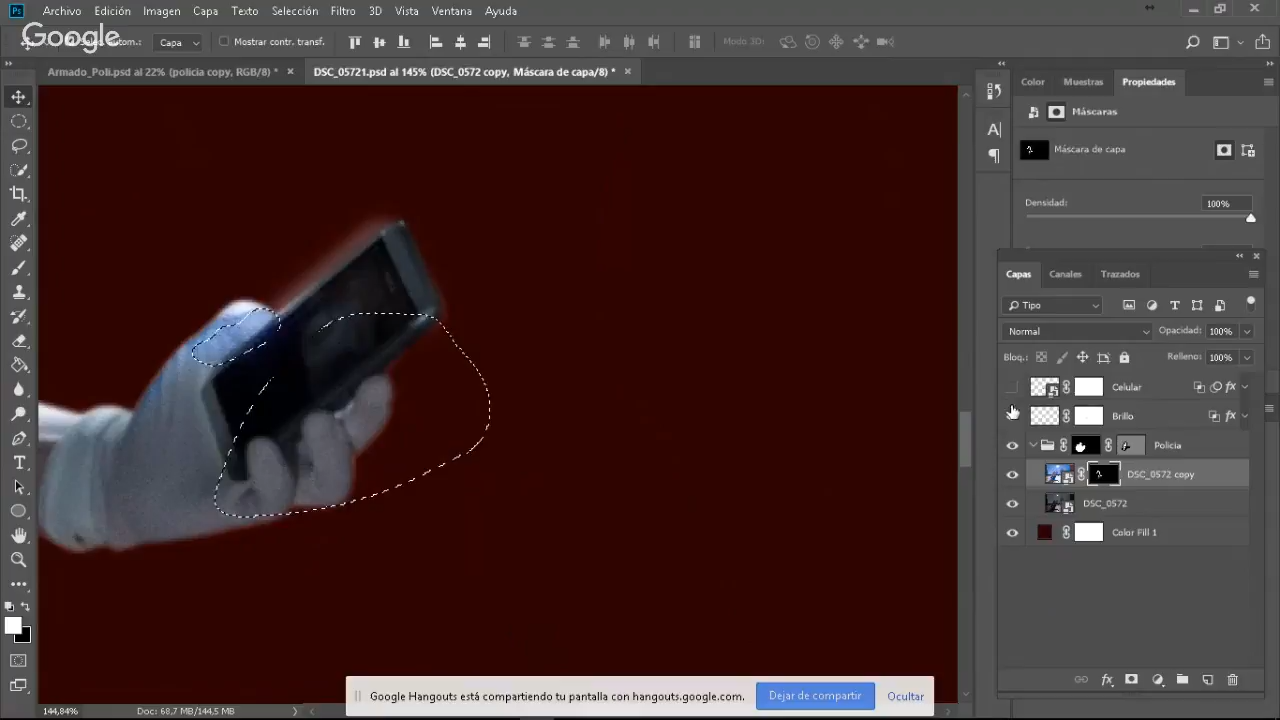 Archivo Edición Imagen Capa Texto Selección Filtro 3D Vista Ventana Ayuda
Google
autom.: Capa Mostrar contr. transf. Modo 3D:
Armado_Poli.psd al 22% (policia copy, RGB/8) * DSC_05721.psd al 145% (DSC_0572 copy, Máscara de capa/8) *
Color Muestras Propiedades
Máscaras
Máscara de capa
Densidad: 100%
Capas Canales Trazados
Tipo
Normal Opacidad: 100%
Bloq.: Relleno: 100%
Celular
Brillo
Policia
DSC_0572 copy
DSC_0572
Color Fill 1
Google Hangouts está compartiendo tu pantalla con hangouts.google.com. Dejar de compartir Ocultar
144,84% Doc: 68,7 MB/144,5 MB